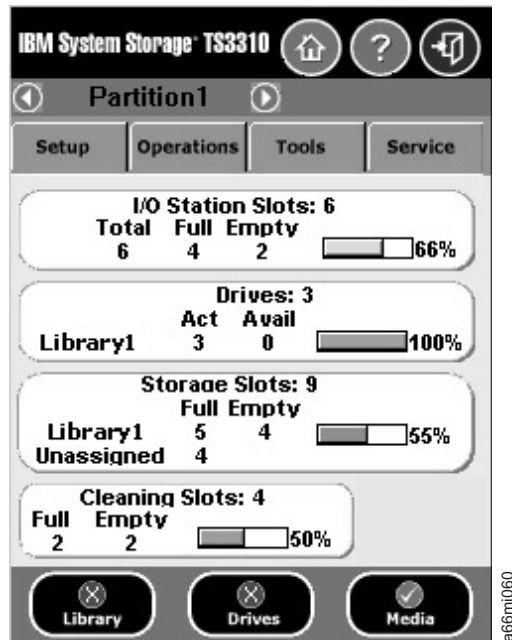 IBM System Storage® TS3310
?
Partition1
Setup Operations Tools Service
I/O Station Slots: 6
Total Full Empty
6 4 2 66%
Drives: 3
Act Avail
Library1 3 0 100%
Storage Slots: 9
Full Empty
Library1 5 4 55%
Unassigned 4
Cleaning Slots: 4
Full Empty
2 2 50%
Library Drives Media
66mi060